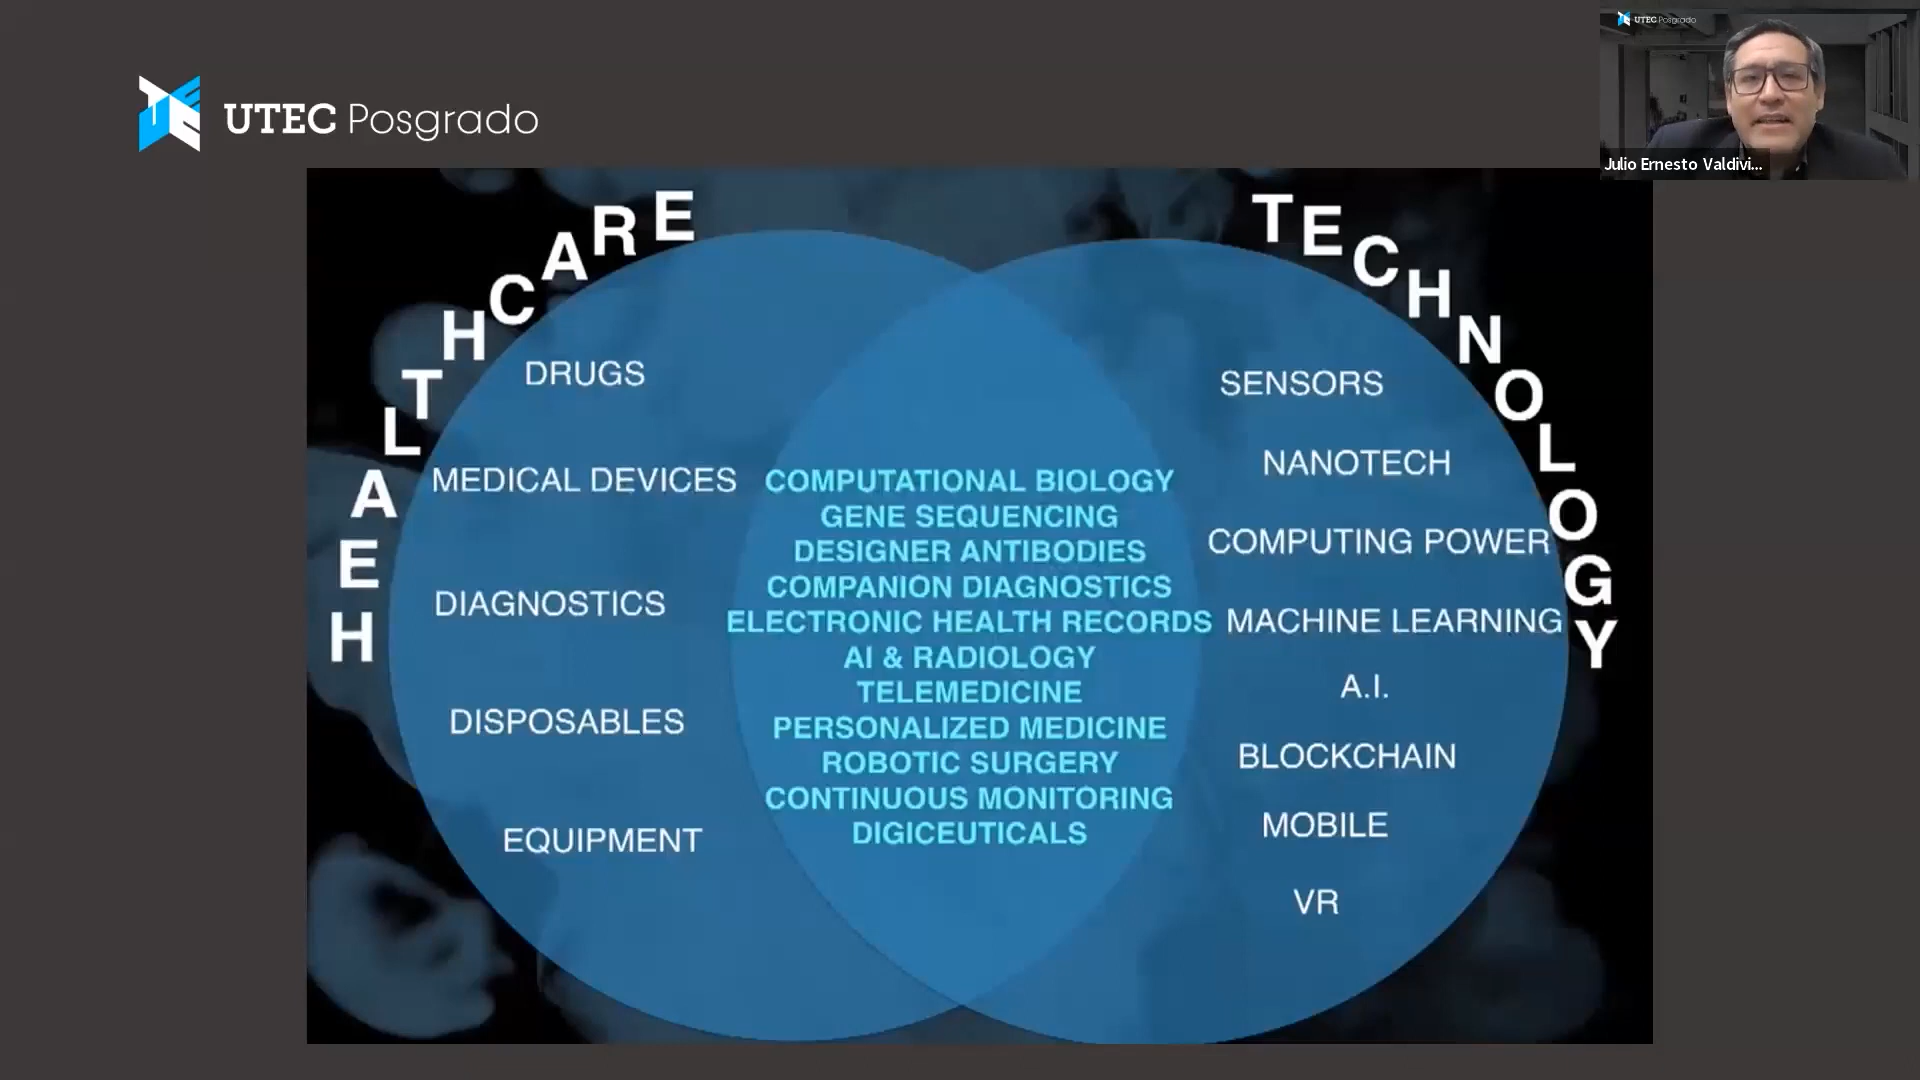 UTEC Posgrado
UTEC Posgrado
Julio Ernesto Valdivi...
HEALTHCARE
TECHNOLOGY
DRUGS
MEDICAL DEVICES
DIAGNOSTICS
DISPOSABLES
EQUIPMENT
COMPUTATIONAL BIOLOGY
GENE SEQUENCING
DESIGNER ANTIBODIES
COMPANION DIAGNOSTICS
ELECTRONIC HEALTH RECORDS
AI & RADIOLOGY
TELEMEDICINE
PERSONALIZED MEDICINE
ROBOTIC SURGERY
CONTINUOUS MONITORING
DIGICEUTICALS
SENSORS
NANOTECH
COMPUTING POWER
MACHINE LEARNING
A.I.
BLOCKCHAIN
MOBILE
VR